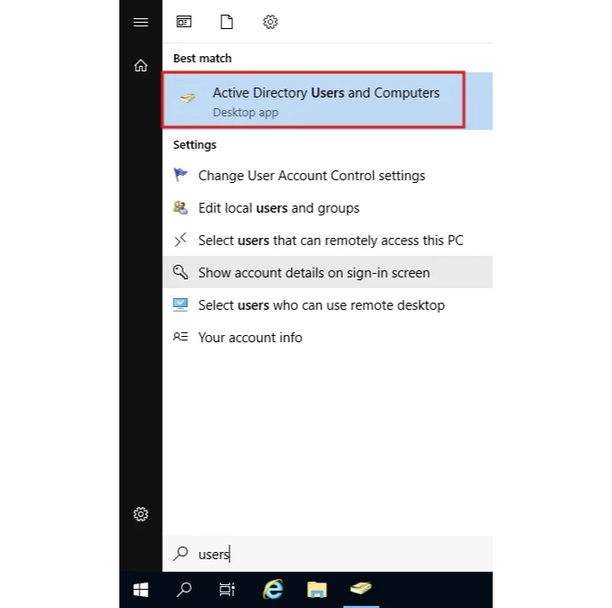 Best match
Active Directory Users and Computers
Desktop app
Settings
Change User Account Control settings
Edit local users and groups
Select users that can remotely access this PC
Show account details on sign-in screen
Select users who can use remote desktop
Your account info
users